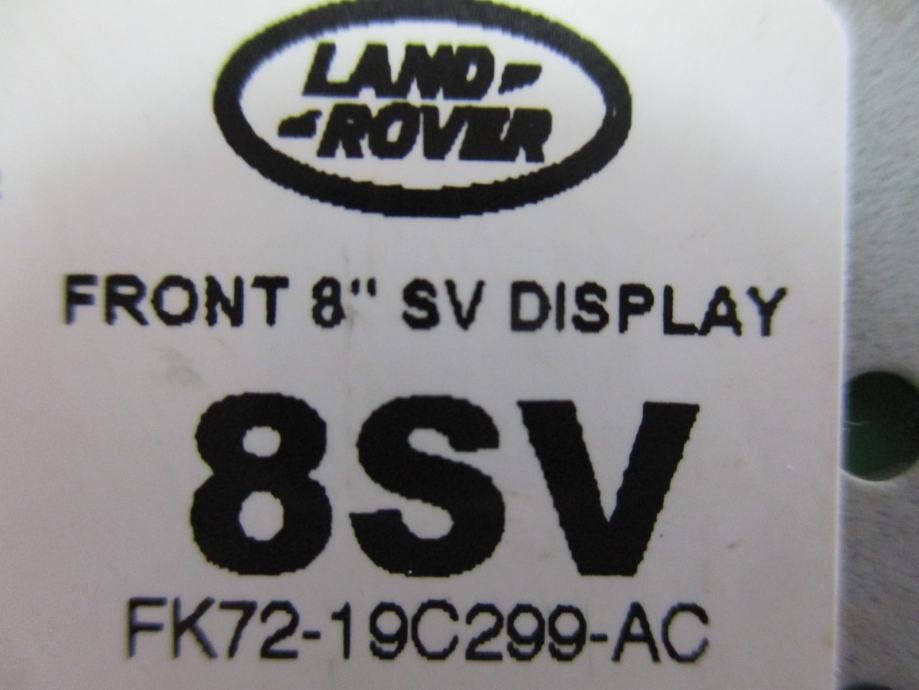 LAND
ROVER
FRONT 8" SV DISPLAY
8SV
FK72-19C299-AC